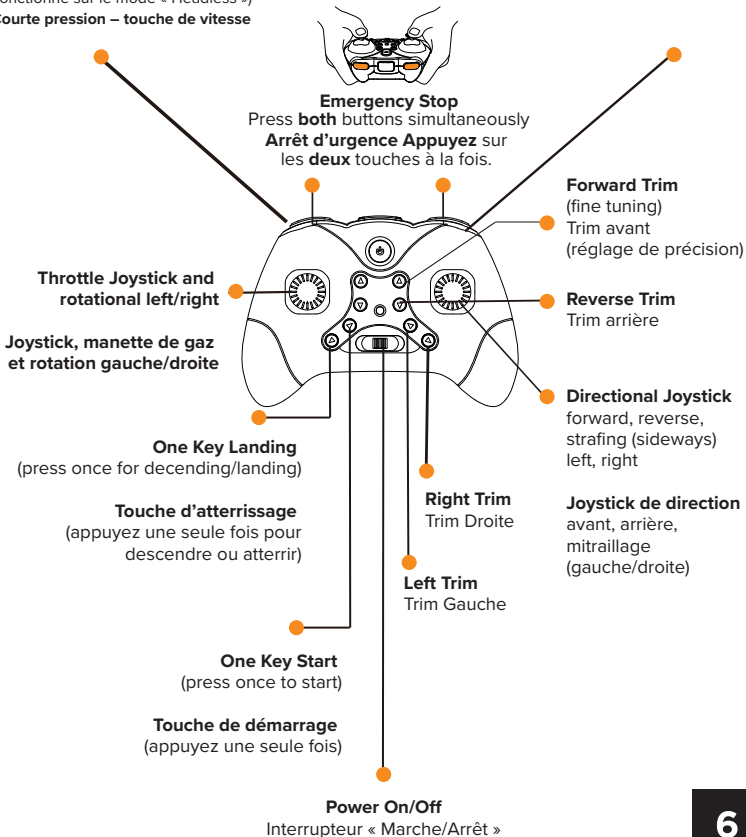 fonctionne sur le mode « Headless »)
Courte pression – touche de vitesse
Emergency Stop
Press both buttons simultaneously
Arrêt d’urgence Appuyez sur
les deux touches à la fois.
Forward Trim
(fine tuning)
Trim avant
(réglage de précision)
Throttle Joystick and
rotational left/right
Reverse Trim
Trim arrière
Joystick, manette de gaz
et rotation gauche/droite
Directional Joystick
forward, reverse,
strafing (sideways)
left, right
One Key Landing
(press once for decending/landing)
Joystick de direction
avant, arrière,
mitraillage
(gauche/droite)
Right Trim
Trim Droite
Touche d’atterrissage
(appuyez une seule fois pour
descendre ou atterrir)
Left Trim
Trim Gauche
One Key Start
(press once to start)
Touche de démarrage
(appuyez une seule fois)
Power On/Off
Interrupteur « Marche/Arrêt »
6